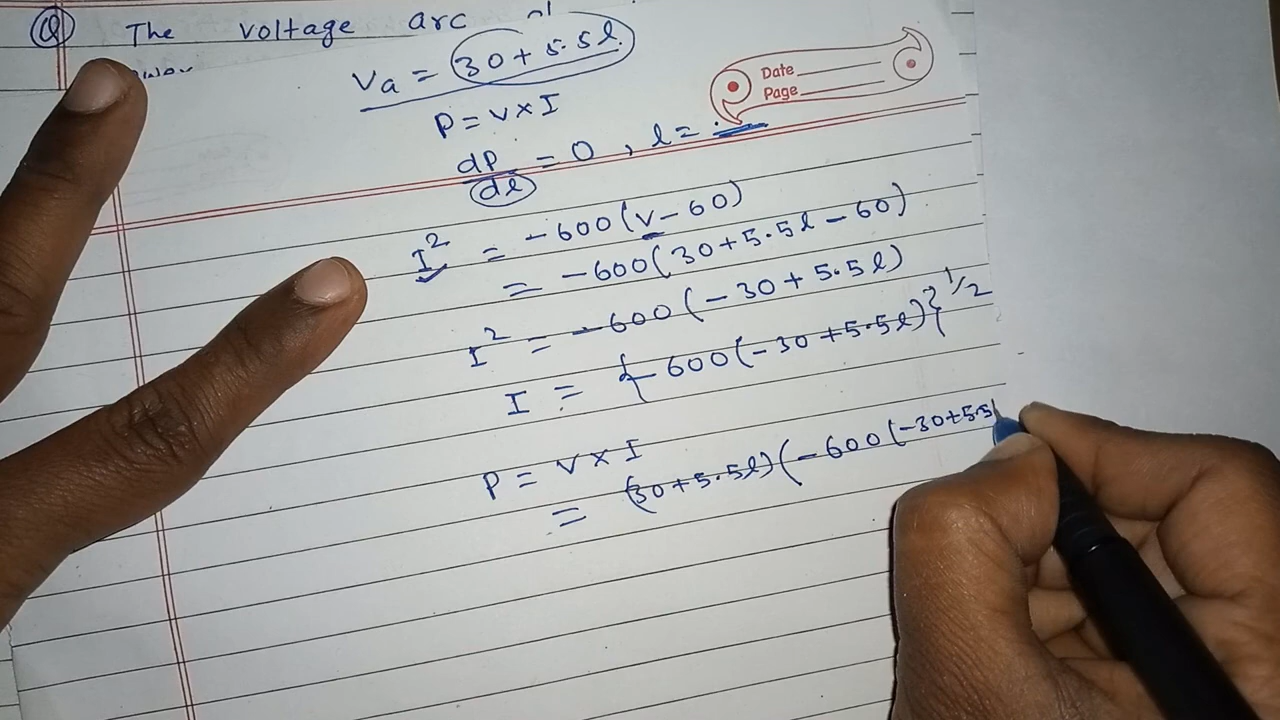 Q The voltage arc
Va = 30 + 5.5l
Date
Page
P = V×I
dP/dl = 0 , l =
I² = -600(V-60)
= -600(30+5.5l-60)
I² = -600(-30+5.5l)
I = {-600(-30+5.5l)}^1/2
P = V×I
= (30+5.5l)(-600(-30+5.5l